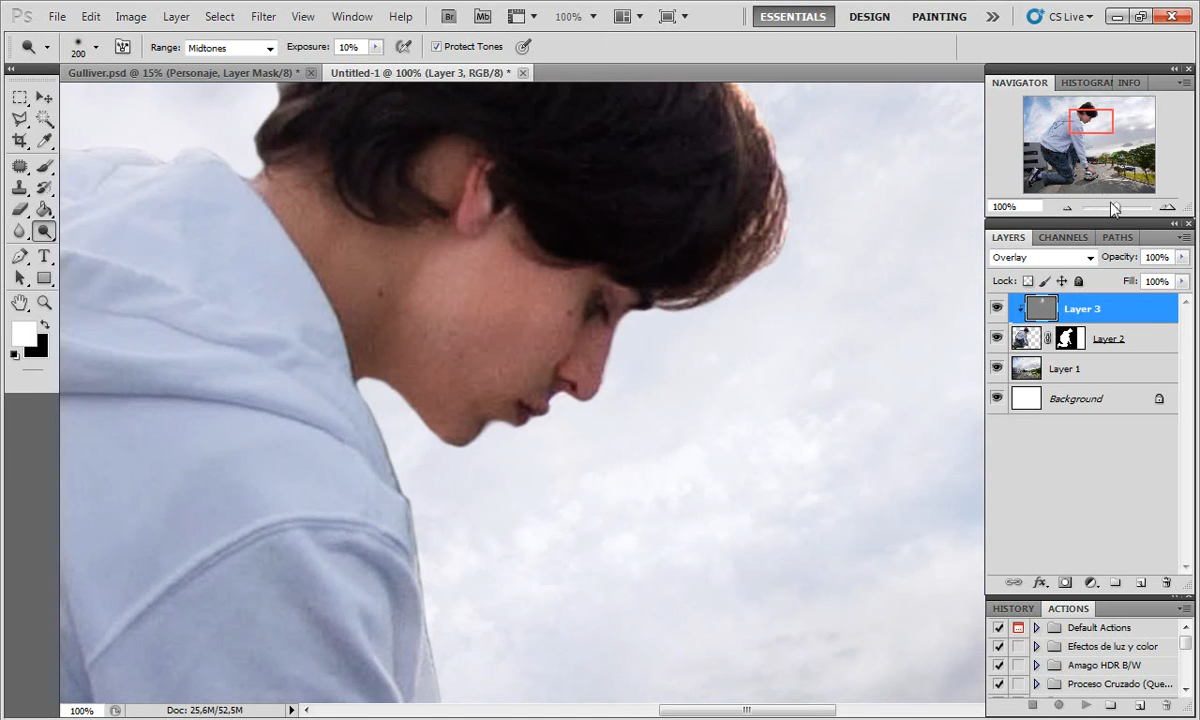 Ps File Edit Image Layer Select Filter View Window Help Br Mb 100% ESSENTIALS DESIGN PAINTING CS Live
200 Range: Midtones Exposure: 10% Protect Tones
Gulliver.psd @ 15% (Personaje, Layer Mask/8) * Untitled-1 @ 100% (Layer 3, RGB/8) *
NAVIGATOR HISTOGRAM INFO
100%
LAYERS CHANNELS PATHS
Overlay Opacity: 100%
Lock: Fill: 100%
Layer 3
Layer 2
Layer 1
Background
HISTORY ACTIONS
Default Actions
Efectos de luz y color
Amago HDR B/W
Proceso Cruzado (Que...
100% Doc: 25,6M/52,5M